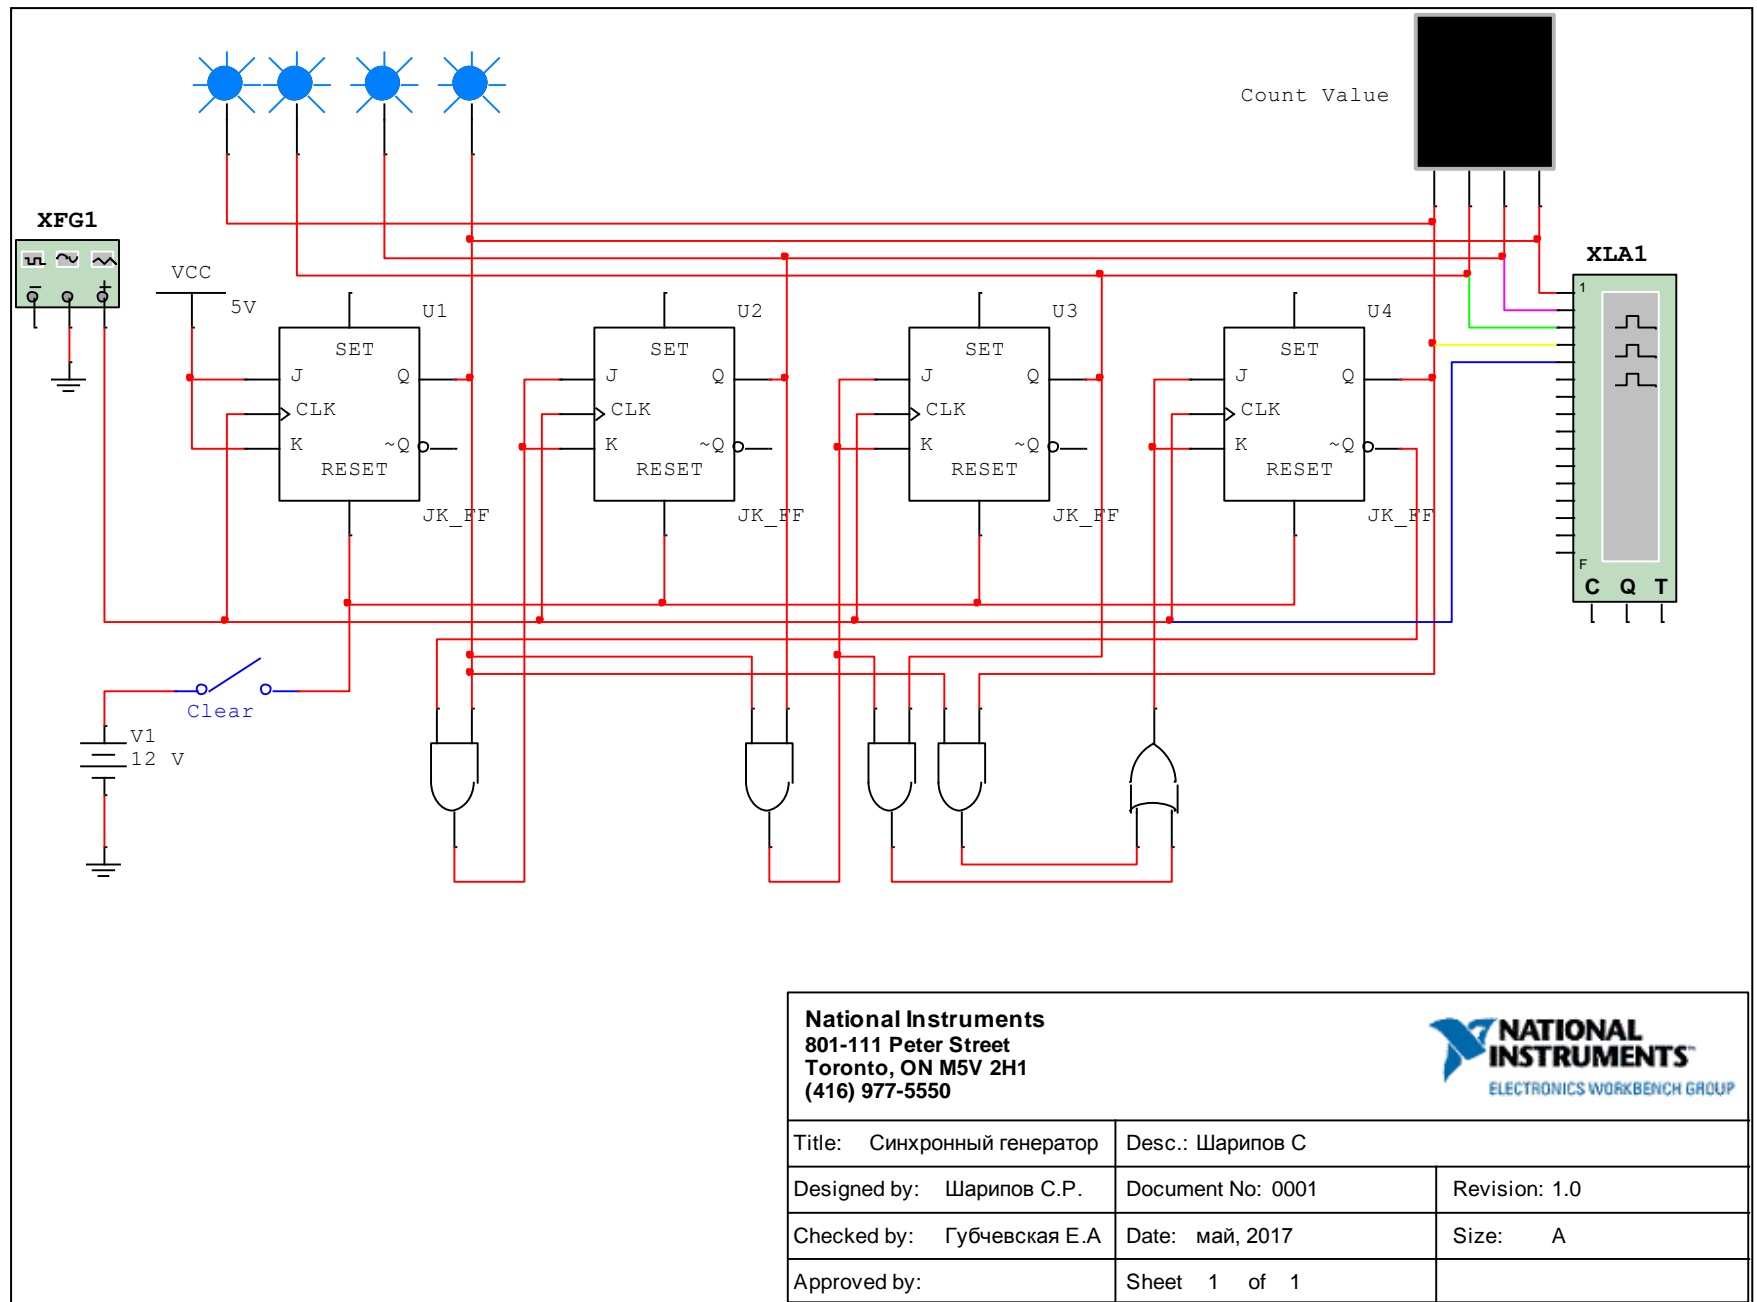 Count Value
XFG1
XLA1
VCC
5V
U1
U2
U3
U4
1
SET
J Q
CLK
K ~Q
RESET
JK_FF
SET
J Q
CLK
K ~Q
RESET
JK_FF
SET
J Q
CLK
K ~Q
RESET
JK_FF
SET
J Q
CLK
K ~Q
RESET
JK_FF
F
C Q T
Clear
V1
12 V
National Instruments
801-111 Peter Street
Toronto, ON M5V 2H1
(416) 977-5550
NATIONAL
INSTRUMENTS
ELECTRONICS WORKBENCH GROUP
Title: Синхронный генератор
Desc.: Шарипов С
Designed by: Шарипов С.Р.
Document No: 0001
Revision: 1.0
Checked by: Губчевская Е.А
Date: май, 2017
Size: A
Approved by:
Sheet 1 of 1